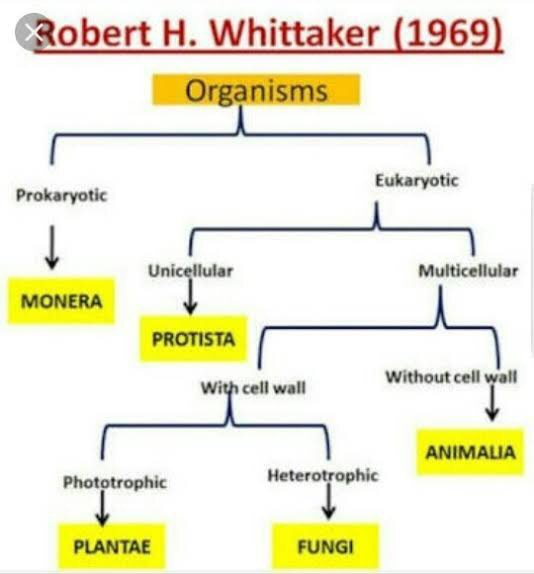 Robert H. Whittaker (1969)
Organisms
Eukaryotic
Prokaryotic
Unicellular
Multicellular
MONERA
PROTISTA
With cell wall
Without cell wall
ANIMALIA
Phototrophic
Heterotrophic
PLANTAE
FUNGI